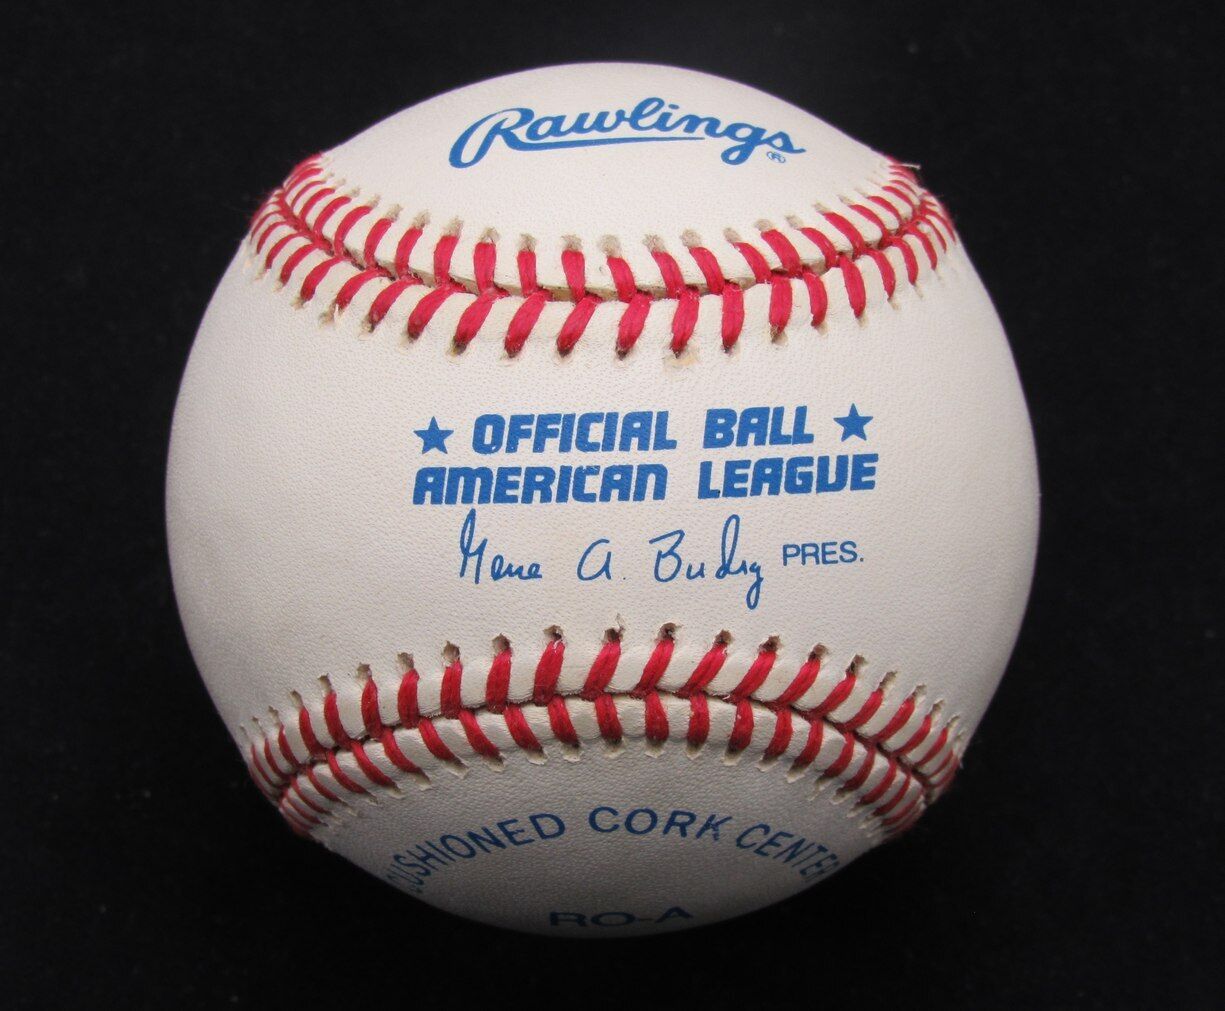 Rawlings®
★ OFFICIAL BALL ★
AMERICAN LEAGUE
Gene A. Budig PRES.
CUSHIONED CORK CENTER
RO-A